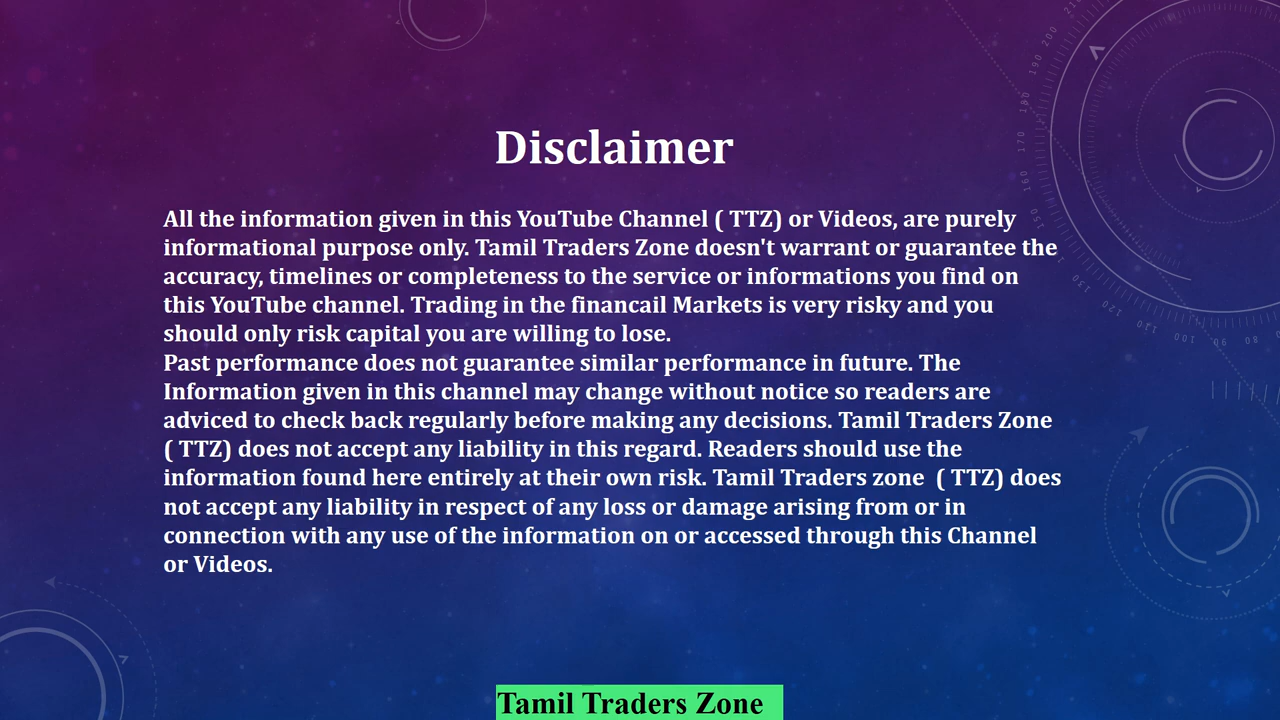 Disclaimer
All the information given in this YouTube Channel ( TTZ) or Videos, are purely
informational purpose only. Tamil Traders Zone doesn't warrant or guarantee the
accuracy, timelines or completeness to the service or informations you find on
this YouTube channel. Trading in the financail Markets is very risky and you
should only risk capital you are willing to lose.
Past performance does not guarantee similar performance in future. The
Information given in this channel may change without notice so readers are
adviced to check back regularly before making any decisions. Tamil Traders Zone
( TTZ) does not accept any liability in this regard. Readers should use the
information found here entirely at their own risk. Tamil Traders zone  ( TTZ) does
not accept any liability in respect of any loss or damage arising from or in
connection with any use of the information on or accessed through this Channel
or Videos.
Tamil Traders Zone